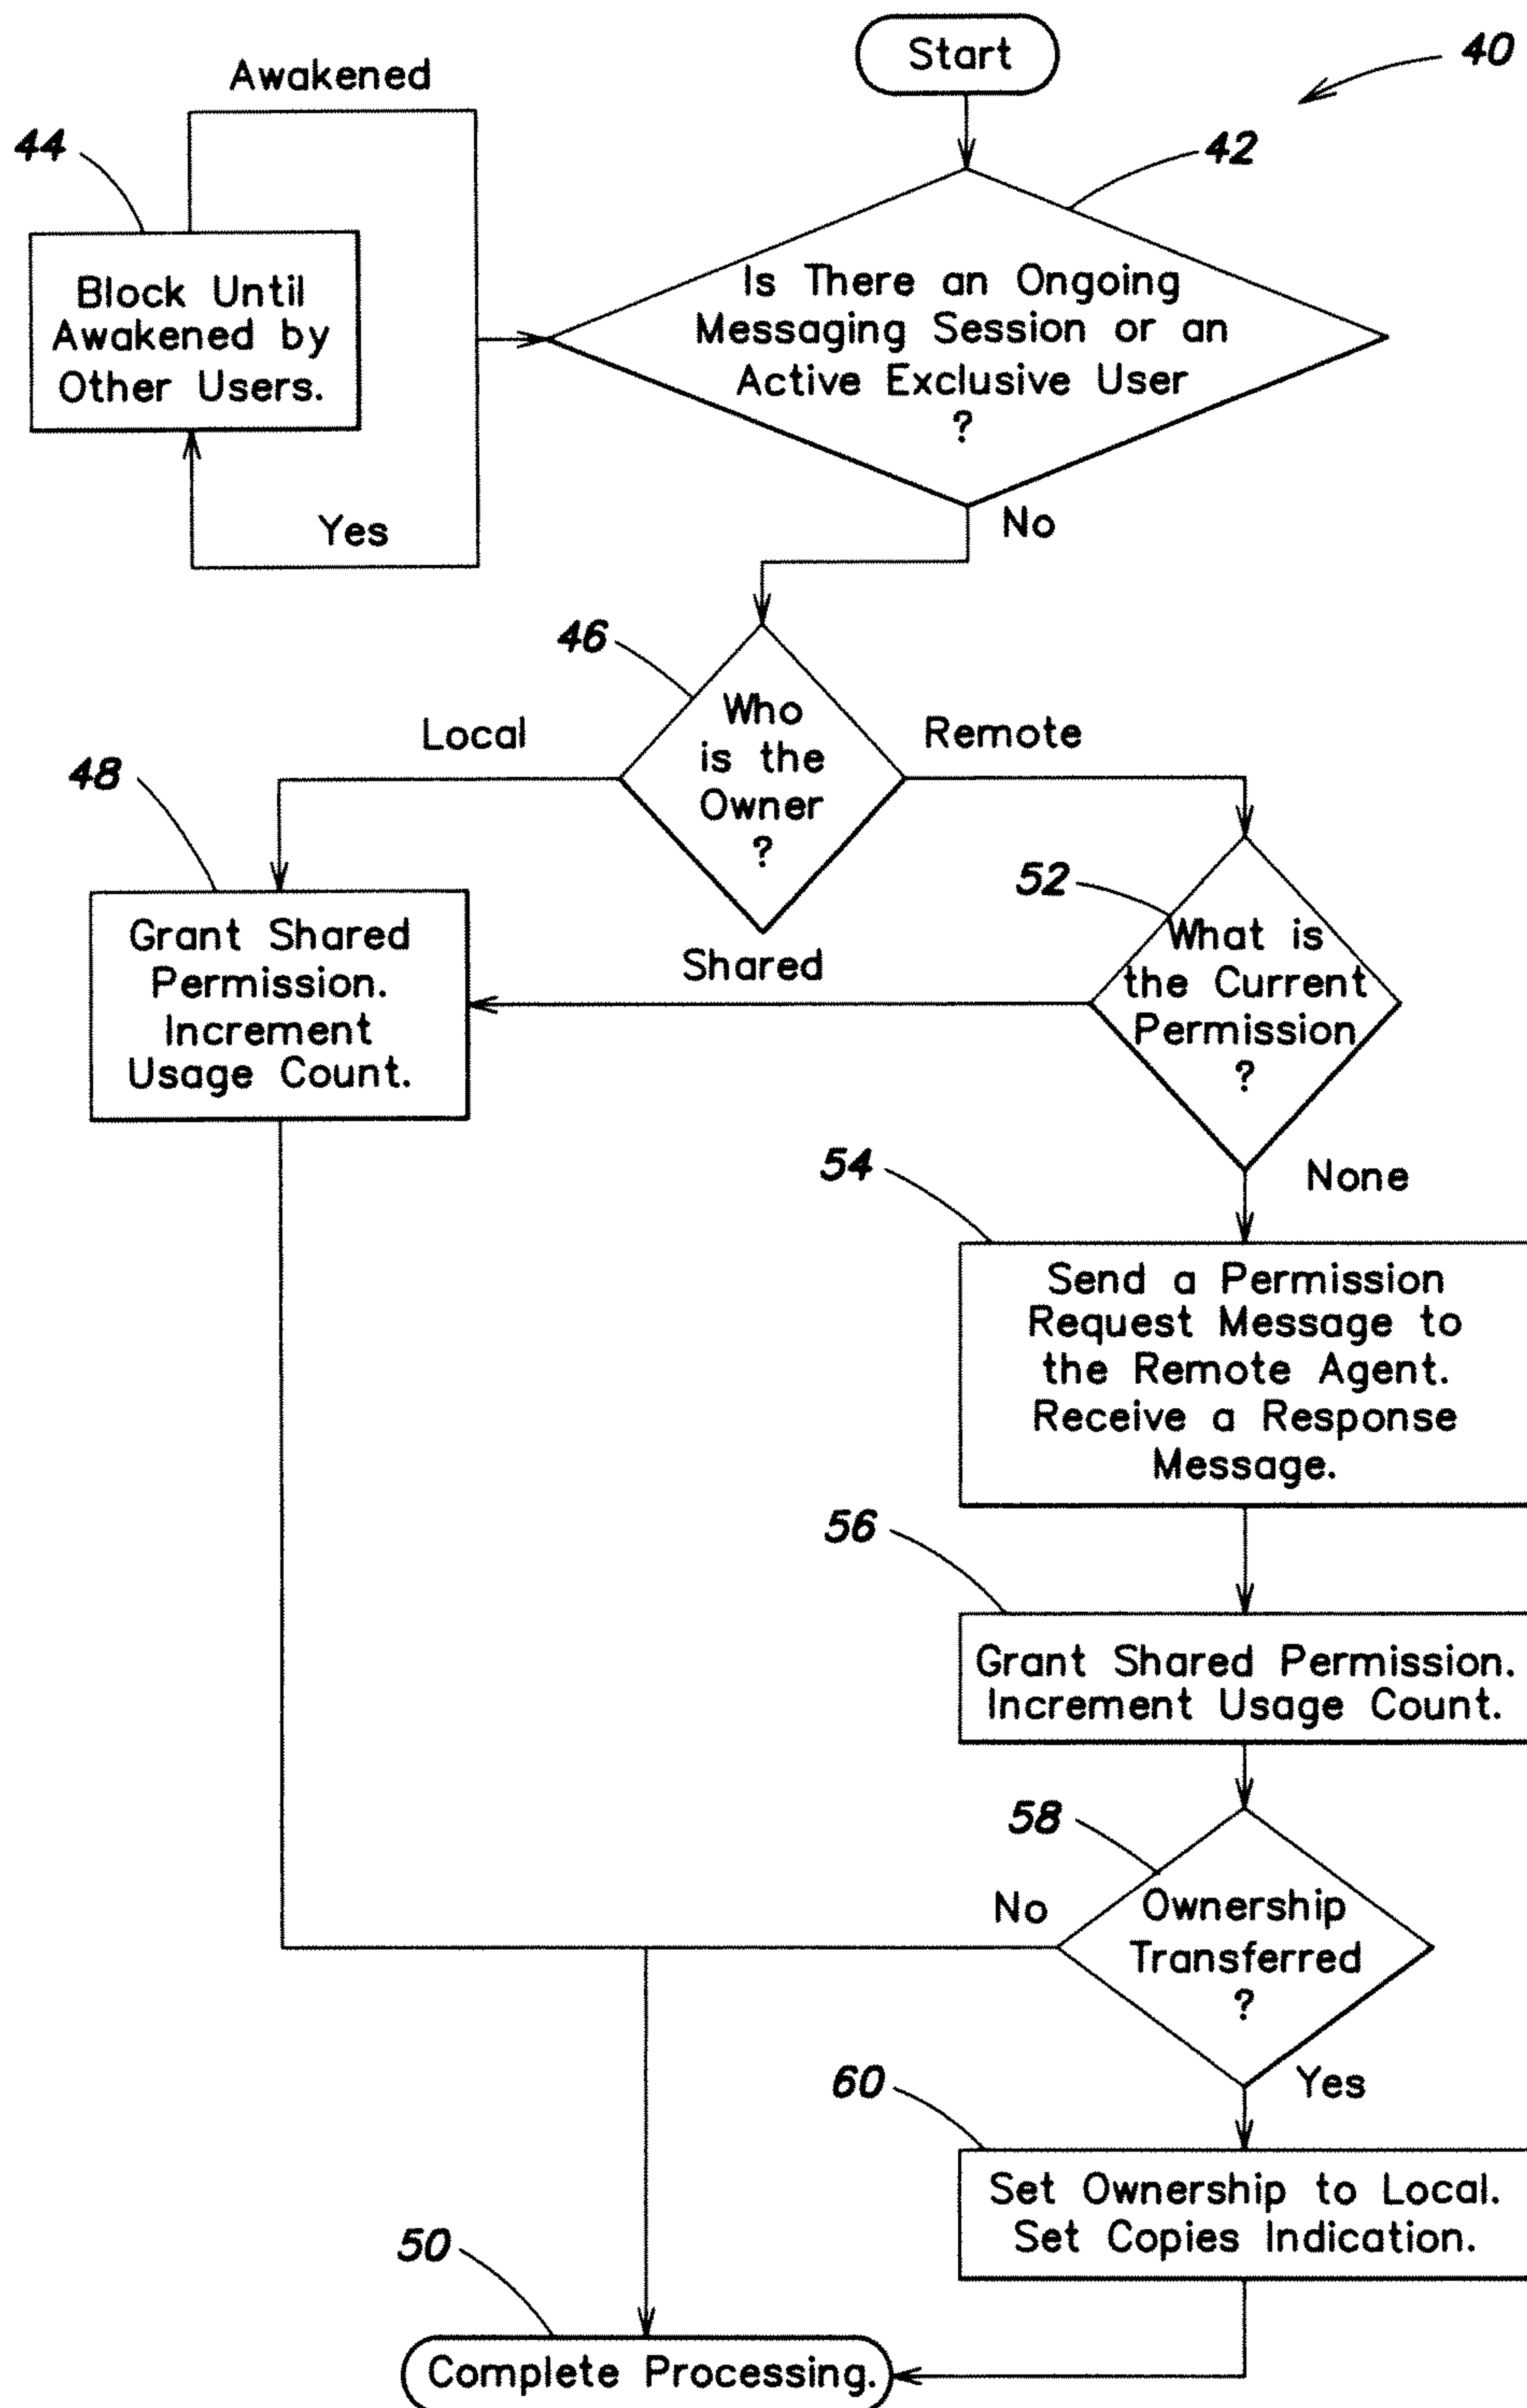 Start
40
Awakened
44
42
Block Until
Awakened by
Other Users.
Is There an Ongoing
Messaging Session or an
Active Exclusive User
?
Yes
No
46
Who
is the
Owner
?
Local
Remote
48
52
Grant Shared
Permission.
Increment
Usage Count.
Shared
What is
the Current
Permission
?
54
None
Send a Permission
Request Message to
the Remote Agent.
Receive a Response
Message.
56
Grant Shared Permission.
Increment Usage Count.
58
No
Ownership
Transferred
?
60
Yes
Set Ownership to Local.
Set Copies Indication.
50
Complete Processing.